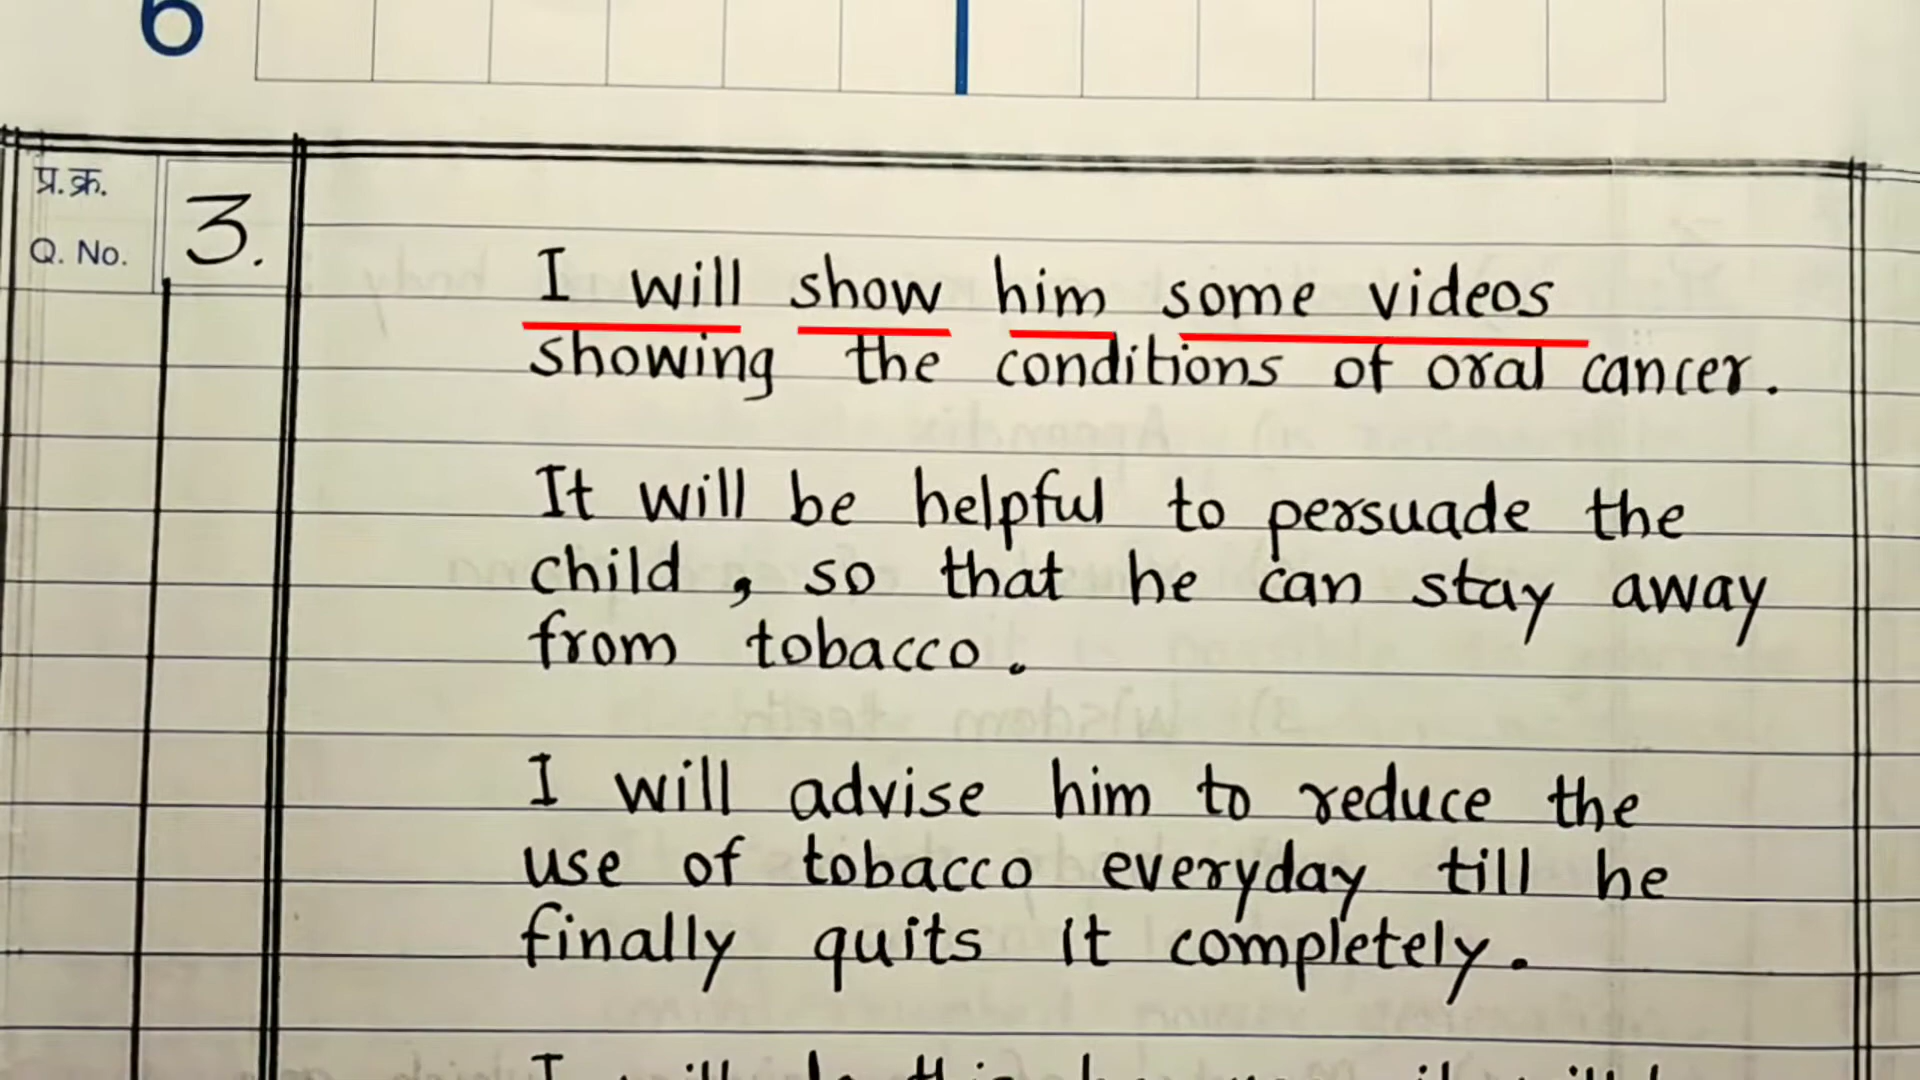 6
प्र.क्र.
Q. No.
3.
I will show him some videos
showing the conditions of oral cancer.
It will be helpful to persuade the
child, so that he can stay away
from tobacco.
I will advise him to reduce the
use of tobacco everyday till he
finally quits it completely.
I will